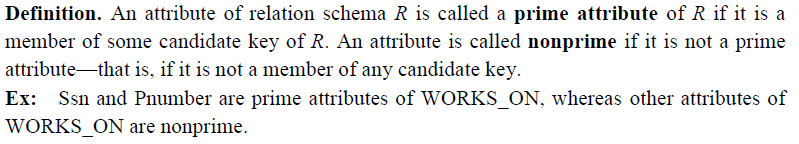 Definition. An attribute of relation schema R is called a prime attribute of R if it is a
member of some candidate key of R. An attribute is called nonprime if it is not a prime
attribute—that is, if it is not a member of any candidate key.
Ex: Ssn and Pnumber are prime attributes of WORKS_ON, whereas other attributes of
WORKS_ON are nonprime.